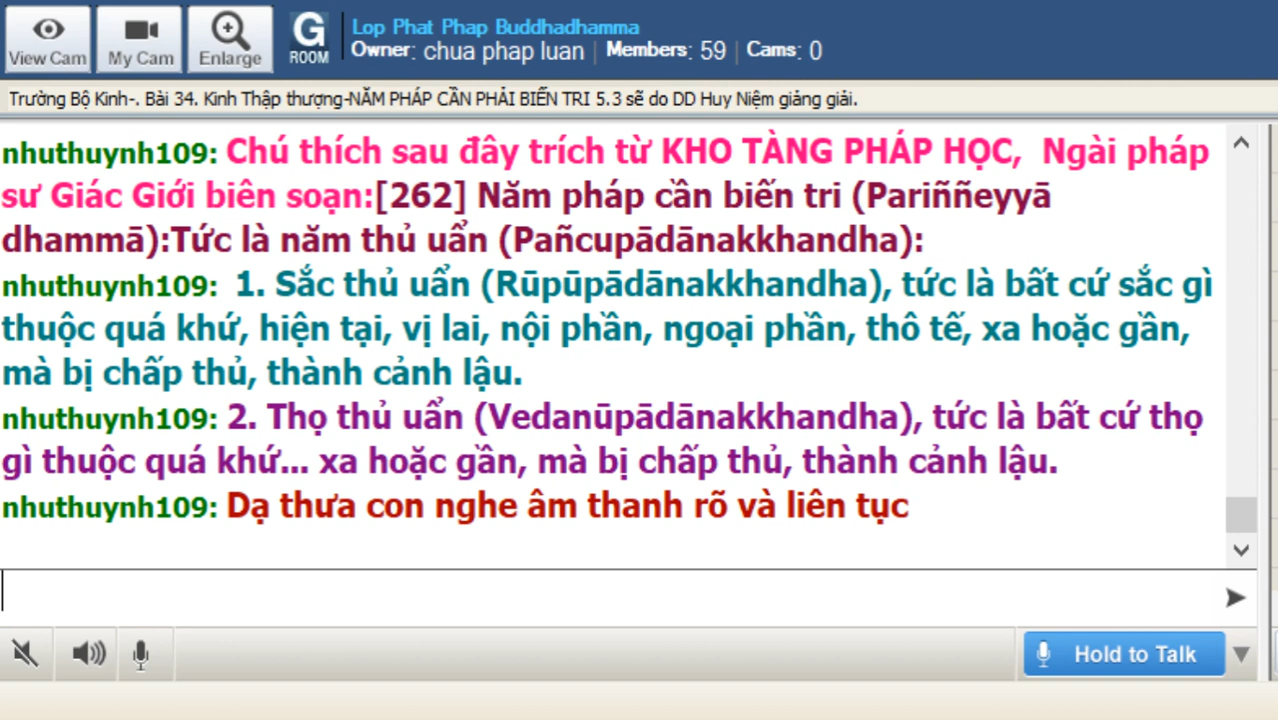 View Cam
My Cam
Enlarge
G ROOM
Lop Phat Phap Buddhadhamma
Owner: chua phap luan | Members: 59 | Cams: 0
Trường Bộ Kinh-. Bài 34. Kinh Thập thượng-NĂM PHÁP CẦN PHẢI BIẾN TRI 5.3 sẽ do DD Huy Niệm giảng giải.
nhuthuynh109: Chú thích sau đây trích từ KHO TÀNG PHÁP HỌC, Ngài pháp
sư Giác Giới biên soạn:[262] Năm pháp cần biến tri (Pariññeyyā
dhammā):Tức là năm thủ uẩn (Pañcupādānakkhandha):
nhuthuynh109: 1. Sắc thủ uẩn (Rūpūpādānakkhandha), tức là bất cứ sắc gì
thuộc quá khứ, hiện tại, vị lai, nội phần, ngoại phần, thô tế, xa hoặc gần,
mà bị chấp thủ, thành cảnh lậu.
nhuthuynh109: 2. Thọ thủ uẩn (Vedanūpādānakkhandha), tức là bất cứ thọ
gì thuộc quá khứ... xa hoặc gần, mà bị chấp thủ, thành cảnh lậu.
nhuthuynh109: Dạ thưa con nghe âm thanh rõ và liên tục
Hold to Talk